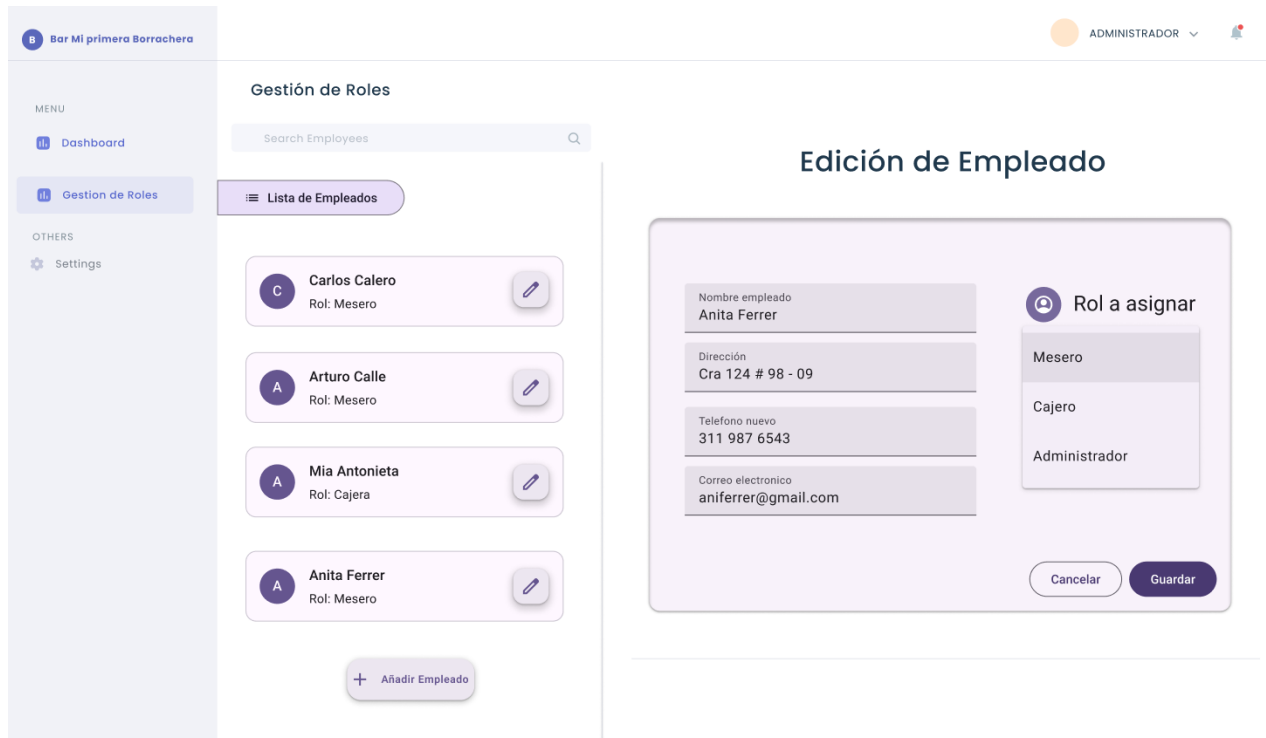 B Bar Mi primera Borrachera
ADMINISTRADOR
MENU
Dashboard
Gestion de Roles
OTHERS
Settings
Gestión de Roles
Search Employees
Lista de Empleados
C
Carlos Calero
Rol: Mesero
A
Arturo Calle
Rol: Mesero
A
Mia Antonieta
Rol: Cajera
A
Anita Ferrer
Rol: Mesero
+ Añadir Empleado
Edición de Empleado
Nombre empleado
Anita Ferrer
Dirección
Cra 124 # 98 - 09
Telefono nuevo
311 987 6543
Correo electronico
aniferrer@gmail.com
Rol a asignar
Mesero
Cajero
Administrador
Cancelar
Guardar